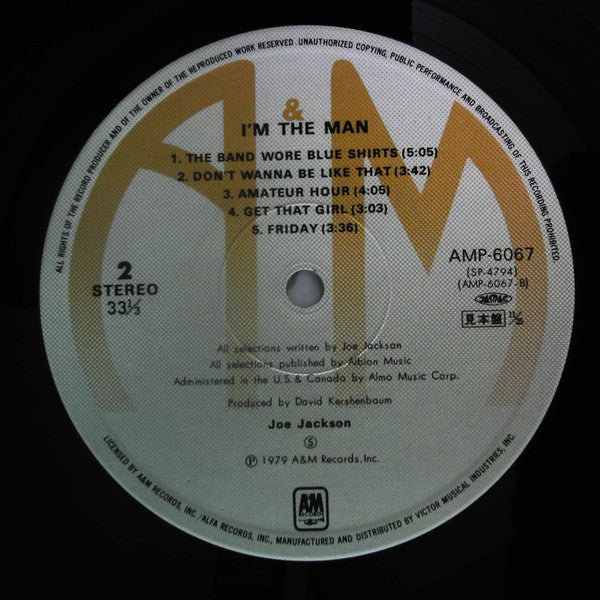 ALL RIGHTS OF THE RECORD PRODUCER AND OF THE OWNER OF THE REPRODUCED WORK RESERVED. UNAUTHORIZED COPYING, PUBLIC PERFORMANCE AND BROADCASTING OF THIS RECORD PROHIBITED.
A&M
I'M THE MAN
1. THE BAND WORE BLUE SHIRTS (5:05)
2. DON'T WANNA BE LIKE THAT (3:42)
3. AMATEUR HOUR (4:05)
4. GET THAT GIRL (3:03)
5. FRIDAY (3:36)
2
STEREO
33⅓
AMP-6067
(SP-4794)
(AMP-6067-B)
JASRAC
見本盤
All selections written by Joe Jackson
All selections published by Albion Music
Administered in the U.S. & Canada by Almo Music Corp.
Produced by David Kershenbaum
Joe Jackson
Ⓢ
Ⓟ 1979 A&M Records, Inc.
A&M
RECORDS
LICENSED BY A&M RECORDS, INC./ALFA RECORDS, INC., MANUFACTURED AND DISTRIBUTED BY VICTOR MUSICAL INDUSTRIES, INC.